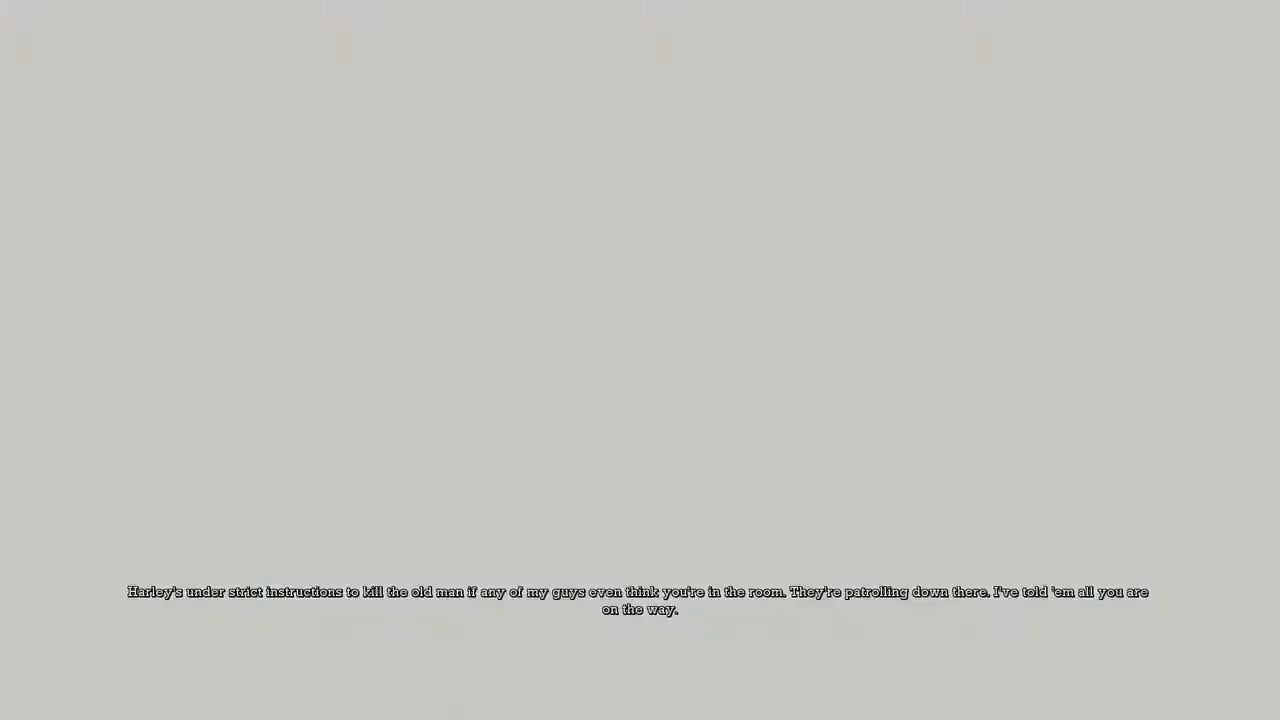 Harley's under strict instructions to kill the old man if any of my guys even think you're in the room. They're patrolling down there. I've told 'em all you are
on the way.